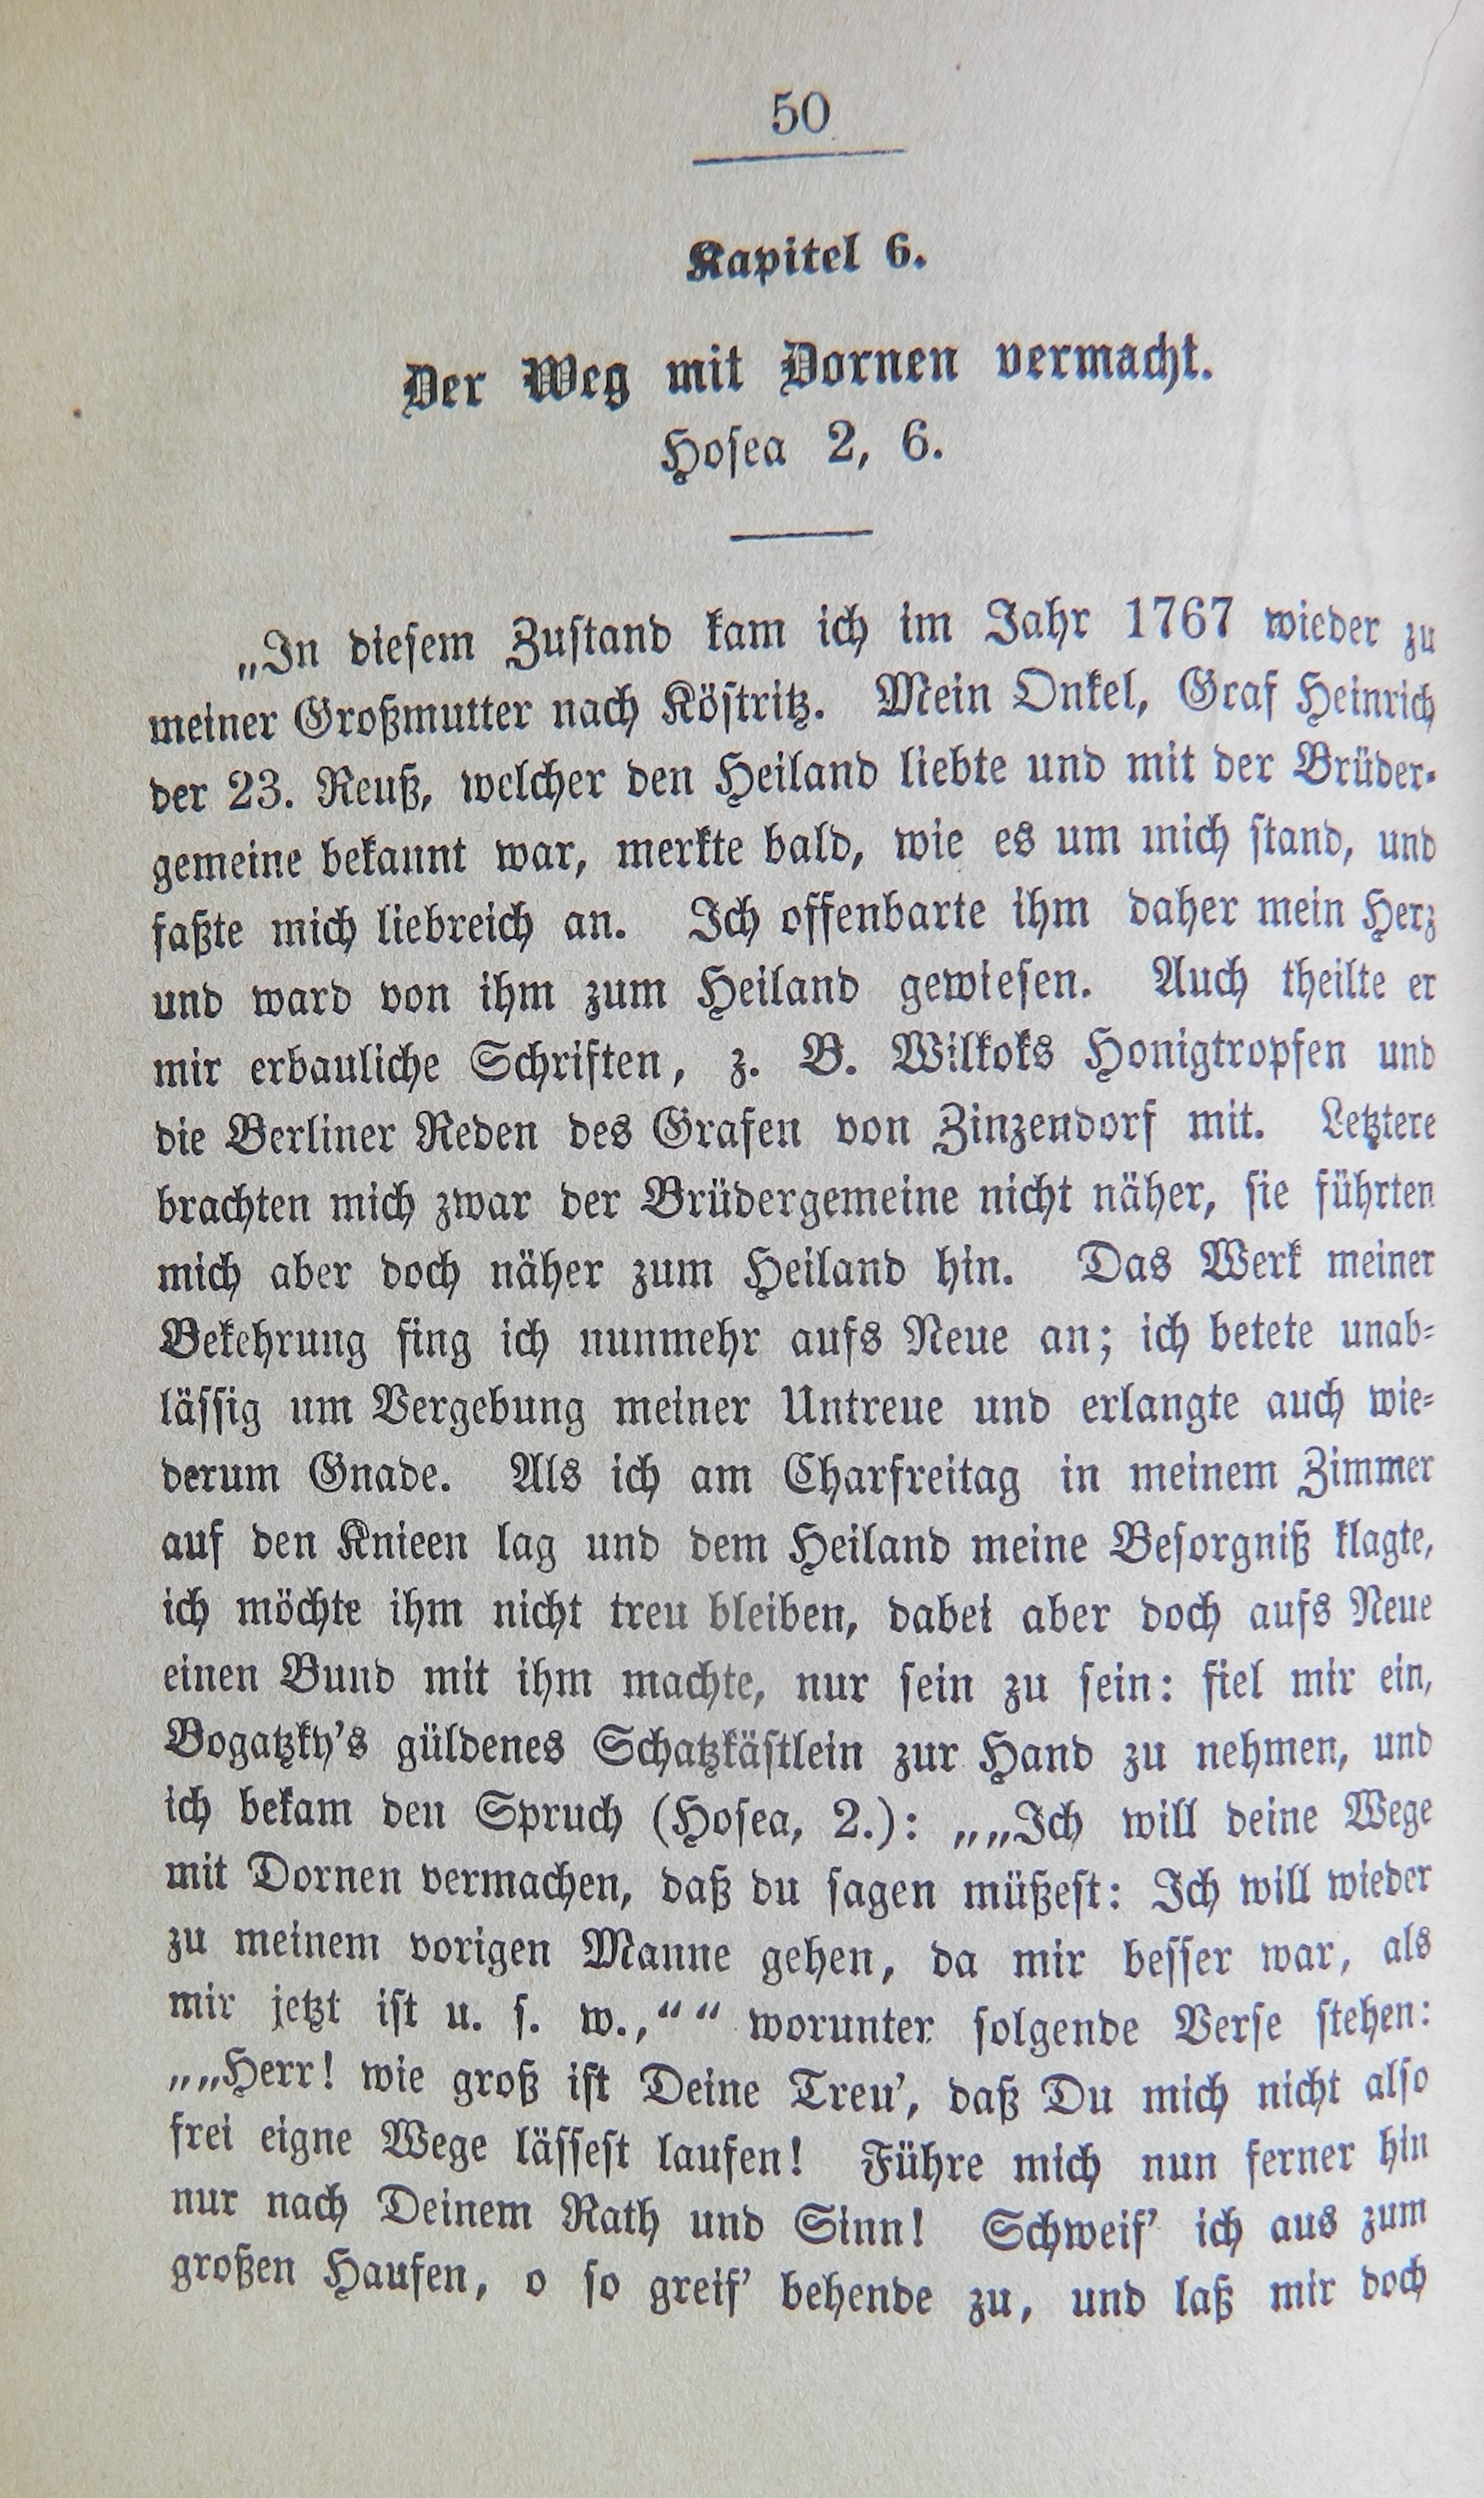 50
Kapitel 6.
Der Weg mit Dornen vermacht.
Hosea 2, 6.
„In diesem Zustand kam ich im Jahr 1767 wieder zu
meiner Großmutter nach Köstritz. Mein Onkel, Graf Heinrich
der 23. Reuß, welcher den Heiland liebte und mit der Brüder-
gemeine bekannt war, merkte bald, wie es um mich stand, und
faßte mich liebreich an. Ich offenbarte ihm daher mein Herz
und ward von ihm zum Heiland gewiesen. Auch theilte er
mir erbauliche Schriften, z. B. Wilkoks Honigtropfen und
die Berliner Reden des Grafen von Zinzendorf mit. Letztere
brachten mich zwar der Brüdergemeine nicht näher, sie führten
mich aber doch näher zum Heiland hin. Das Werk meiner
Bekehrung fing ich nunmehr aufs Neue an; ich betete unab-
lässig um Vergebung meiner Untreue und erlangte auch wie-
derum Gnade. Als ich am Charfreitag in meinem Zimmer
auf den Knieen lag und dem Heiland meine Besorgniß klagte,
ich möchte ihm nicht treu bleiben, dabei aber doch aufs Neue
einen Bund mit ihm machte, nur sein zu sein: fiel mir ein,
Bogatzky's güldenes Schatzkästlein zur Hand zu nehmen, und
ich bekam den Spruch (Hosea, 2.): „„Ich will deine Wege
mit Dornen vermachen, daß du sagen müßest: Ich will wieder
zu meinem vorigen Manne gehen, da mir besser war, als
mir jetzt ist u. s. w.,““ worunter folgende Verse stehen:
„„Herr! wie groß ist Deine Treu', daß Du mich nicht also
frei eigne Wege lässest laufen! Führe mich nun ferner hin
nur nach Deinem Rath und Sinn! Schweif' ich aus zum
großen Haufen, o so greif' behende zu, und laß mir doch